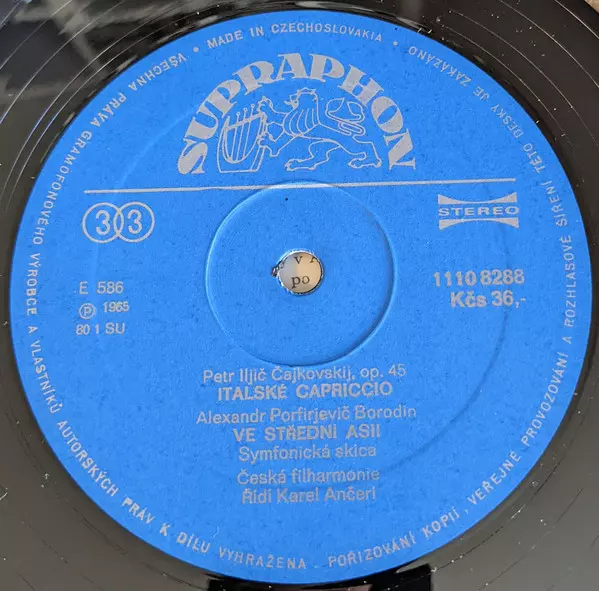 VŠECHNA PRÁVA GRAMOFONOVÉHO VÝROBCE A VLASTNÍKŮ AUTORSKÝCH PRÁV K DÍLU VYHRAŽENA. POŘIZOVÁNÍ KOPIÍ, VEŘEJNÉ PROVOZOVÁNÍ A ROZHLASOVÉ ŠÍŘENÍ TÉTO DESKY JE ZAKÁZÁNO
• MADE IN CZECHOSLOVAKIA •
SUPRAPHON
33
STEREO
E 586
℗ 1965
80 1 SU
1110 8288
Kčs 36,-
po
Petr Iljič Čajkovskij, op. 45
ITALSKÉ CAPRICCIO
Alexandr Porfirjevič Borodin
VE STŘEDNÍ ASII
Symfonická skica
Česká filharmonie
Řídí Karel Ančerl